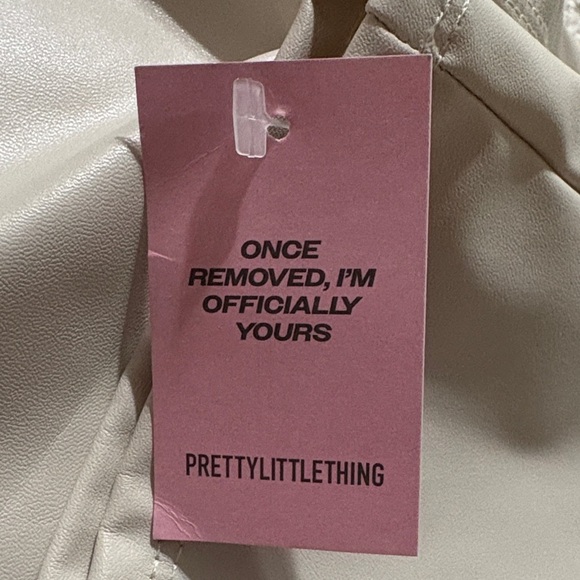 ONCE
REMOVED, I'M
OFFICIALLY
YOURS
PRETTYLITTLETHING